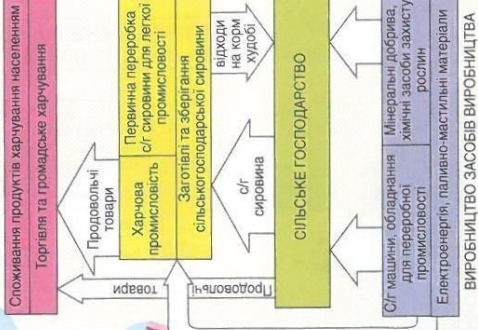 Споживання продуктів харчування населенням
Торгівля та громадське харчування
Продовольчі
товари
Харчова
промисловість
Первинна переробка
с/г сировини для легкої
промисловості
Заготівлі та зберігання
сільськогосподарської сировини
Продовольчі
товари
с/г
сировина
відходи
на корм
худобі
СІЛЬСЬКЕ ГОСПОДАРСТВО
С/г машини, обладнання
для переробної
промисловості
Мінеральні добрива,
хімічні засоби захисту
рослин
Електроенергія, паливно-мастильні матеріали
ВИРОБНИЦТВО ЗАСОБІВ ВИРОБНИЦТВА